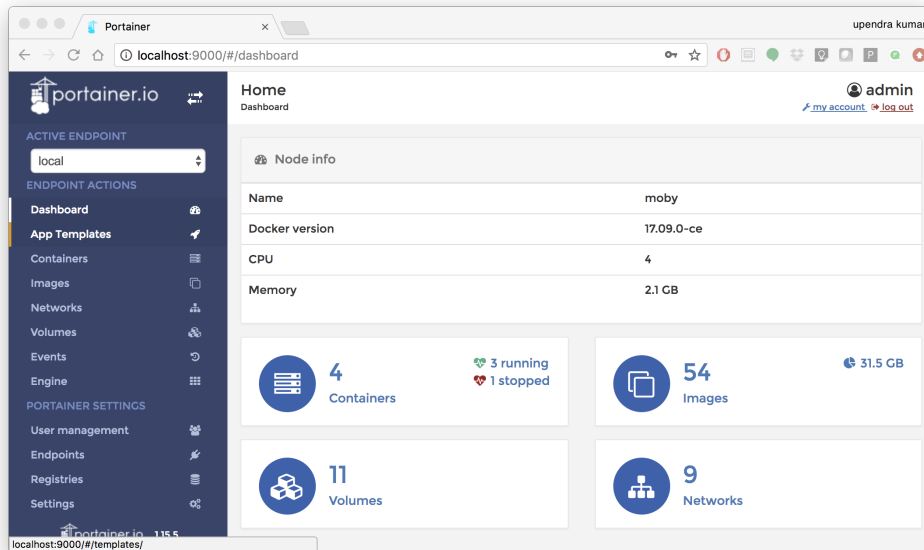 Portainer
upendra kumar
localhost:9000/#/dashboard
P
portainer.io
Home
Dashboard
admin
my account log out
ACTIVE ENDPOINT
local
ENDPOINT ACTIONS
Dashboard
App Templates
Containers
Images
Networks
Volumes
Events
Engine
PORTAINER SETTINGS
User management
Endpoints
Registries
Settings
portainer.io 1.15.5
localhost:9000/#/templates/
Node info
Name moby
Docker version 17.09.0-ce
CPU 4
Memory 2.1 GB
4
Containers
3 running
1 stopped
54
Images
31.5 GB
11
Volumes
9
Networks